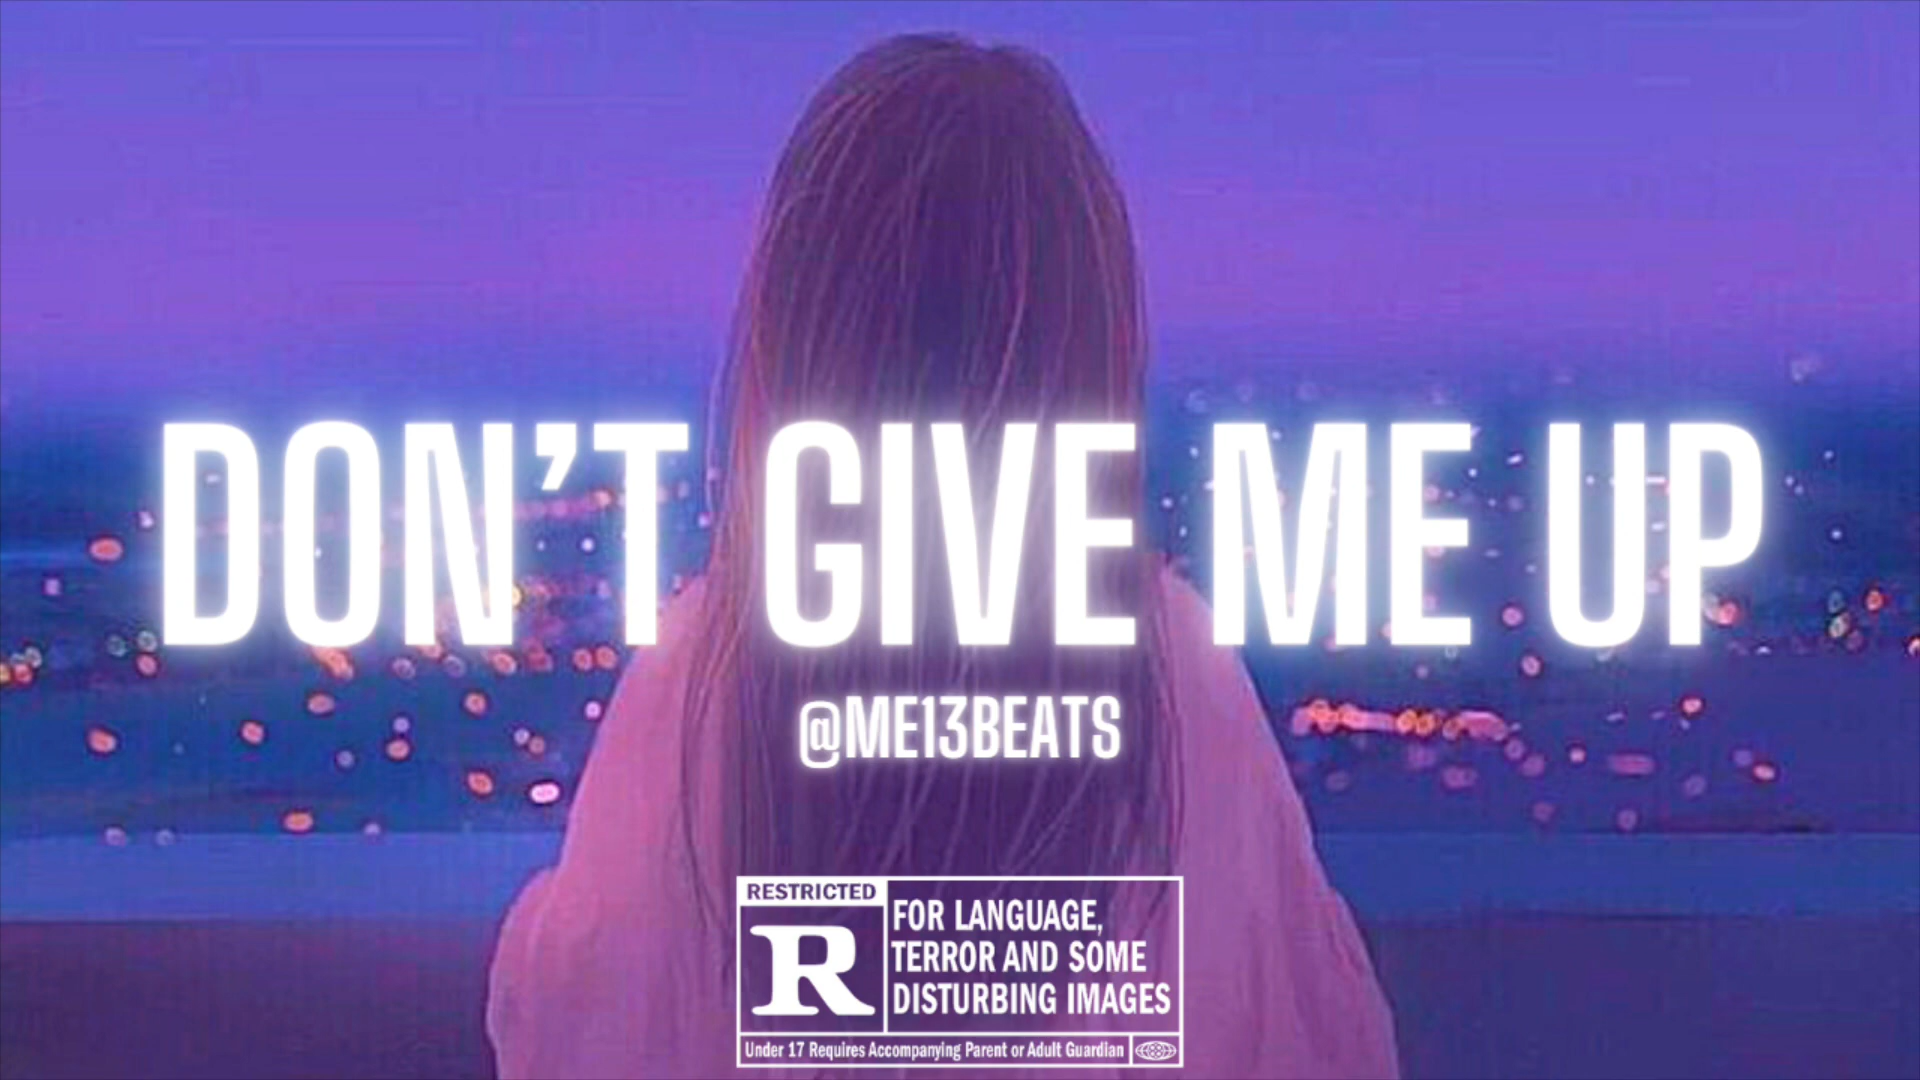 DON'T GIVE ME UP
@ME13BEATS
RESTRICTED
R
FOR LANGUAGE,
TERROR AND SOME
DISTURBING IMAGES
Under 17 Requires Accompanying Parent or Adult Guardian